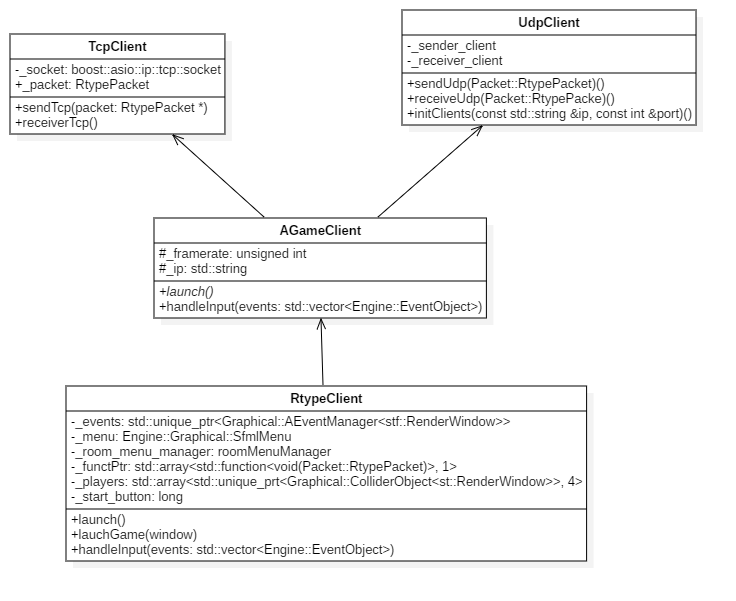 TcpClient
-_socket: boost::asio::ip::tcp::socket
+_packet: RtypePacket
+sendTcp(packet: RtypePacket *)
+receiverTcp()
UdpClient
-_sender_client
-_receiver_client
+sendUdp(Packet::RtypePacket)()
+receiveUdp(Packet::RtypePacke)()
+initClients(const std::string &ip, const int &port)()
AGameClient
#_framerate: unsigned int
#_ip: std::string
+launch()
+handleInput(events: std::vector<Engine::EventObject>)
RtypeClient
-_events: std::unique_ptr<Graphical::AEventManager<stf::RenderWindow>>
-_menu: Engine::Graphical::SfmlMenu
-_room_menu_manager: roomMenuManager
-_functPtr: std::array<std::function<void(Packet::RtypePacket)>, 1>
-_players: std::array<std::unique_prt<Graphical::ColliderObject<st::RenderWindow>>, 4>
-_start_button: long
+launch()
+lauchGame(window)
+handleInput(events: std::vector<Engine::EventObject>)